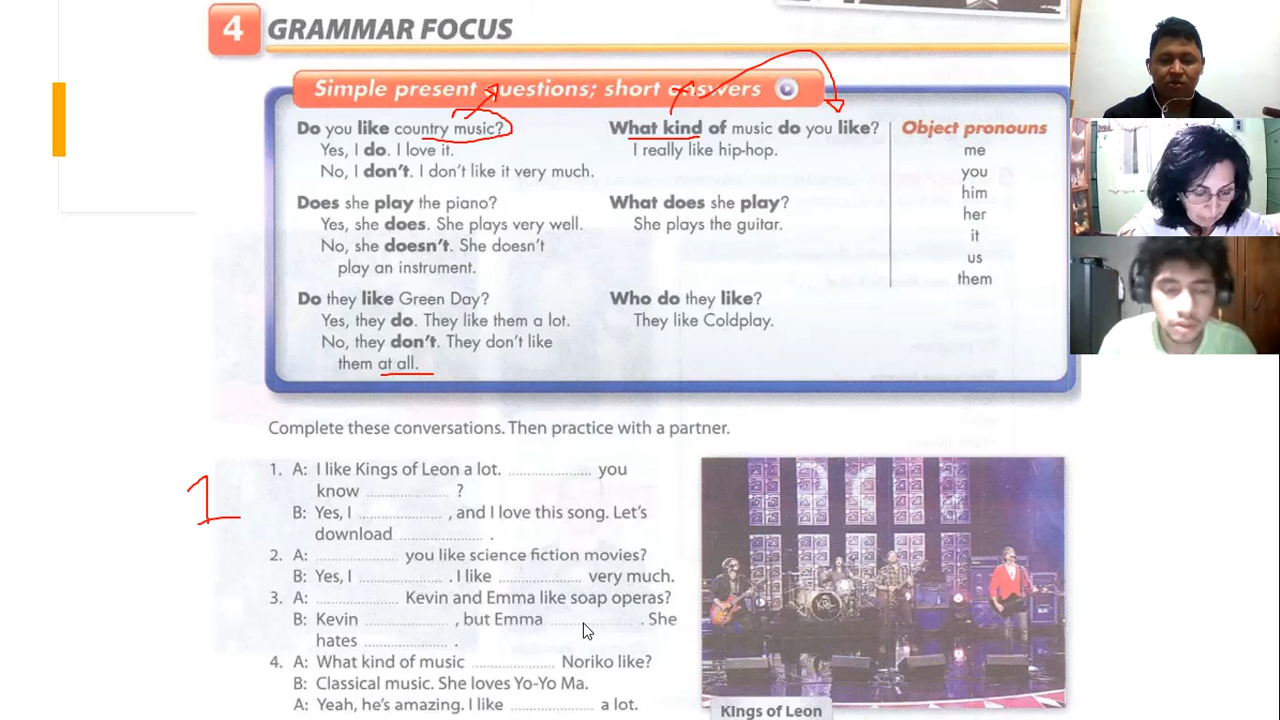 4 GRAMMAR FOCUS
Simple present questions; short answers
Do you like country music?
Yes, I do. I love it.
No, I don't. I don't like it very much.
Does she play the piano?
Yes, she does. She plays very well.
No, she doesn't. She doesn't
play an instrument.
Do they like Green Day?
Yes, they do. They like them a lot.
No, they don't. They don't like
them at all.
What kind of music do you like?
I really like hip-hop.
What does she play?
She plays the guitar.
Who do they like?
They like Coldplay.
Object pronouns
me
you
him
her
it
us
them
Complete these conversations. Then practice with a partner.
1
1. A: I like Kings of Leon a lot. .................... you
know .................... ?
B: Yes, I .................... , and I love this song. Let's
download .................... .
2. A: .................... you like science fiction movies?
B: Yes, I .................... . I like .................... very much.
3. A: .................... Kevin and Emma like soap operas?
B: Kevin .................... , but Emma .................... . She
hates .................... .
4. A: What kind of music .................... Noriko like?
B: Classical music. She loves Yo-Yo Ma.
A: Yeah, he's amazing. I like .................... a lot.
Kings of Leon